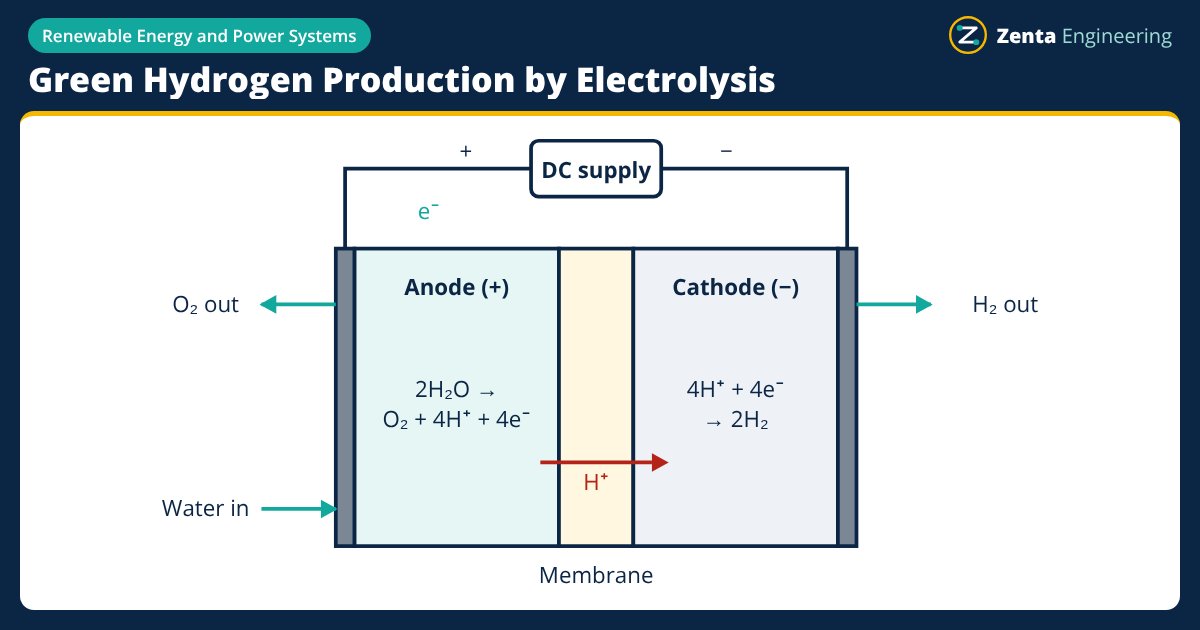 Renewable Energy and Power Systems
Zenta Engineering
Green Hydrogen Production by Electrolysis
+
DC supply
−
e⁻
Anode (+)
Cathode (−)
O₂ out
H₂ out
2H₂O →
O₂ + 4H⁺ + 4e⁻
4H⁺ + 4e⁻
→ 2H₂
H⁺
Water in
Membrane